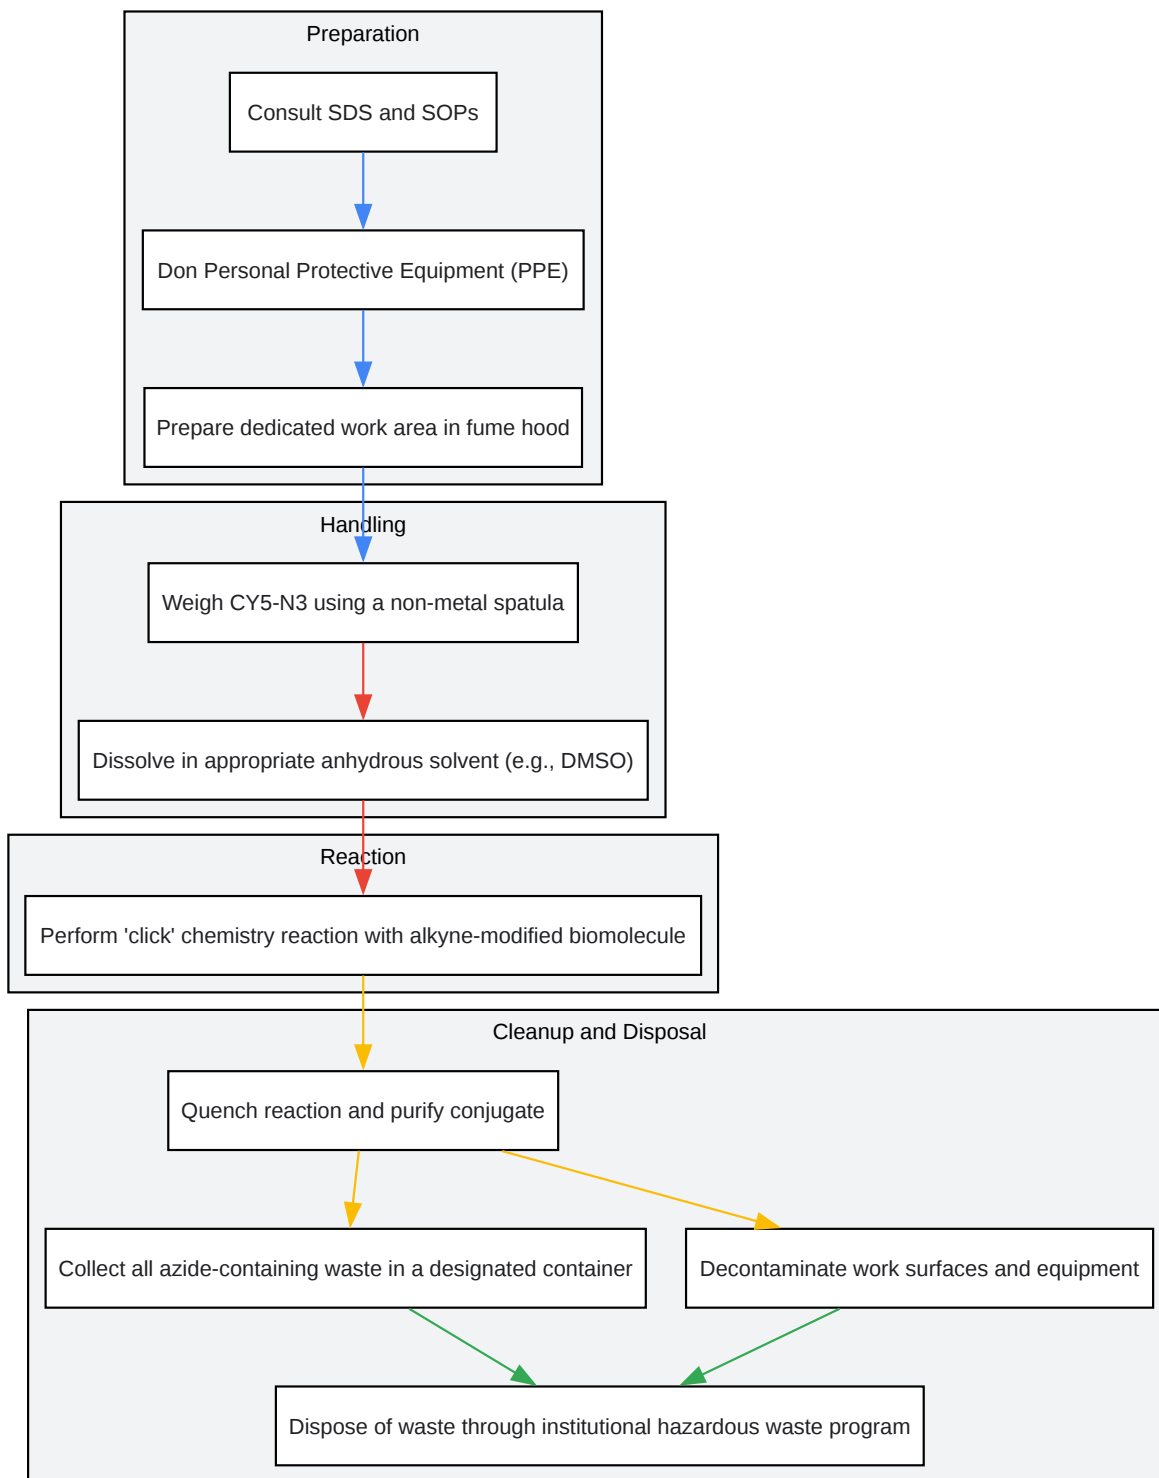 Preparation
Consult SDS and SOPs
Don Personal Protective Equipment (PPE)
Prepare dedicated work area in fume hood
Handling
Weigh CY5-N3 using a non-metal spatula
Dissolve in appropriate anhydrous solvent (e.g., DMSO)
Reaction
Perform 'click' chemistry reaction with alkyne-modified biomolecule
Cleanup and Disposal
Quench reaction and purify conjugate
Collect all azide-containing waste in a designated container
Decontaminate work surfaces and equipment
Dispose of waste through institutional hazardous waste program